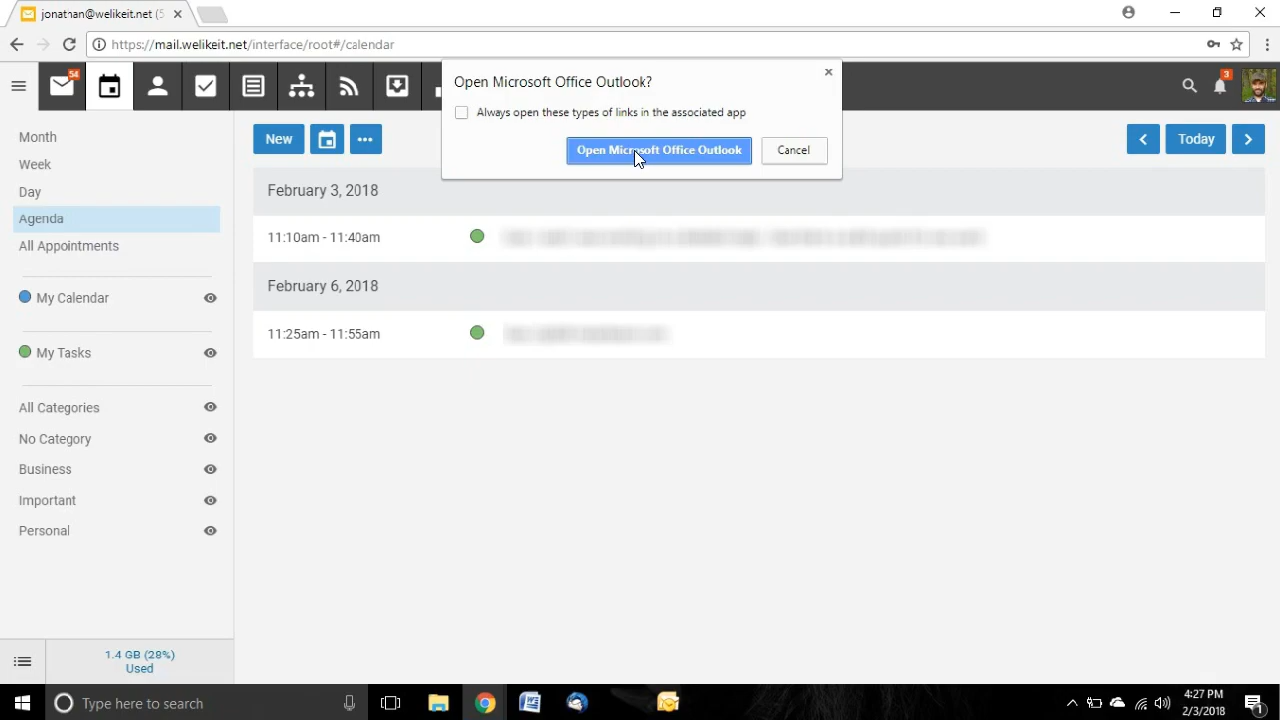 jonathan@welikeit.net (5
https://mail.welikeit.net/interface/root#/calendar
54
3
Open Microsoft Office Outlook?
Always open these types of links in the associated app
Open Microsoft Office Outlook
Cancel
Month
Week
Day
Agenda
All Appointments
My Calendar
My Tasks
All Categories
No Category
Business
Important
Personal
1.4 GB (28%)
Used
New
Today
February 3, 2018
11:10am - 11:40am
February 6, 2018
11:25am - 11:55am
Type here to search
4:27 PM
2/3/2018
1